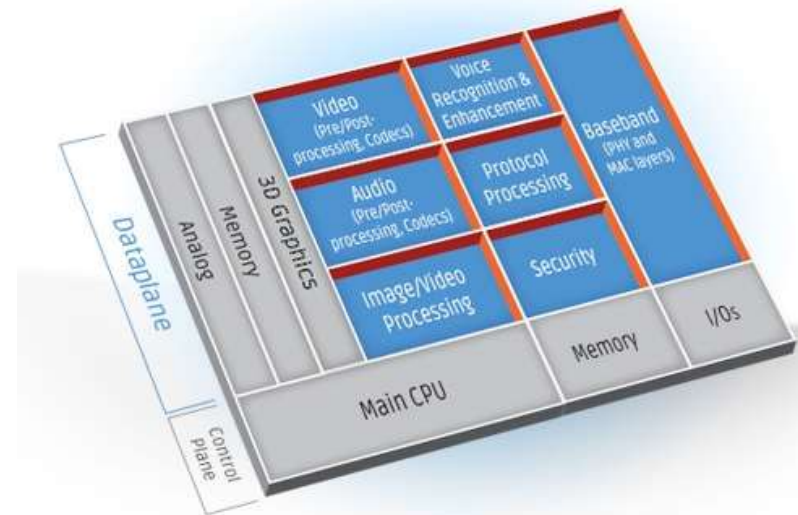 Dataplane
Control
Plane
Analog
Memory
3D Graphics
Video
(Pre/Post-
processing, Codecs)
Voice
Recognition &
Enhancement
Baseband
(PHY and
MAC layers)
Audio
(Pre/Post-
processing, Codecs)
Protocol
Processing
Image/Video
Processing
Security
Main CPU
Memory
I/Os